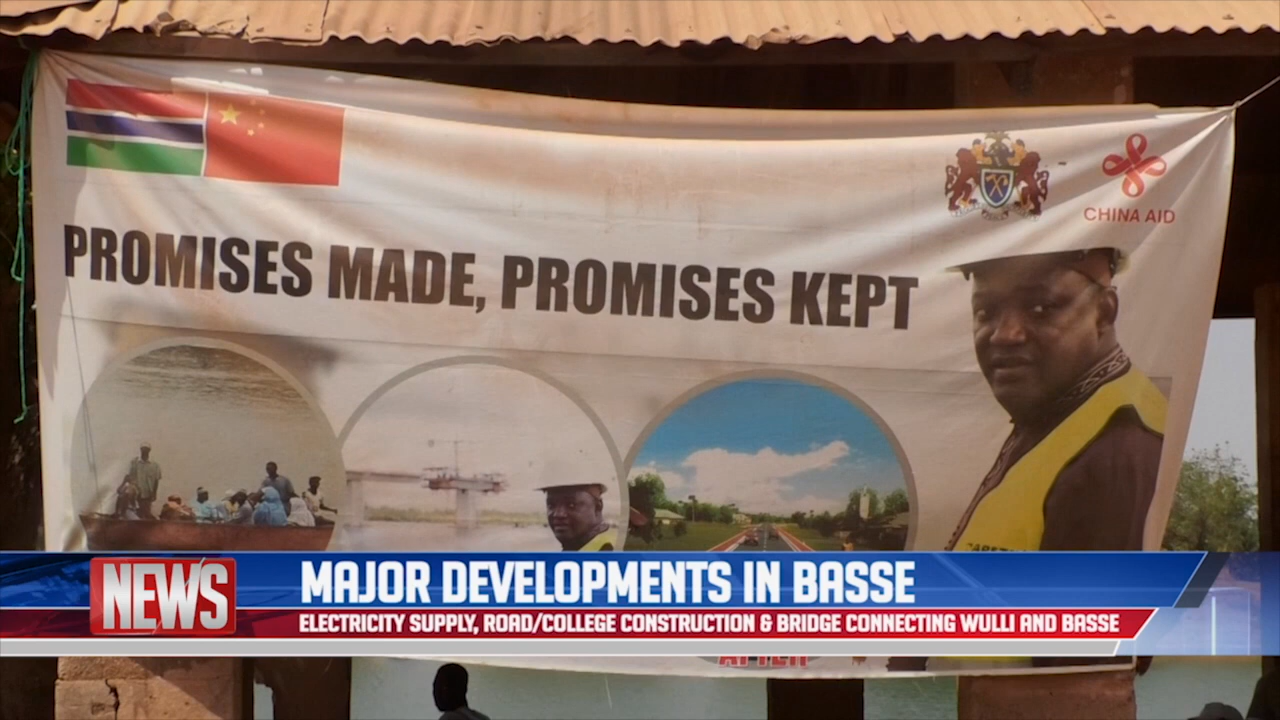 CHINA AID
PROMISES MADE, PROMISES KEPT
NEWS
MAJOR DEVELOPMENTS IN BASSE
ELECTRICITY SUPPLY, ROAD/COLLEGE CONSTRUCTION & BRIDGE CONNECTING WULLI AND BASSE
AFTER